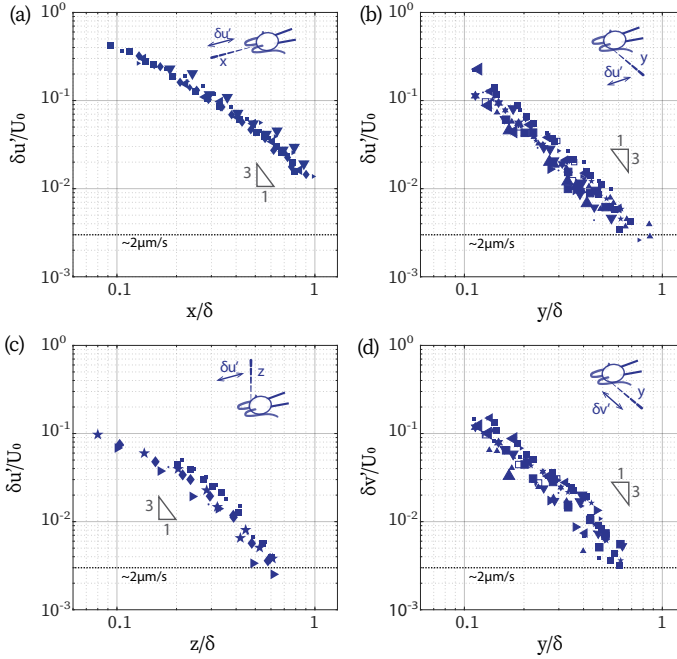 (a)
10⁰
10⁻¹
10⁻²
10⁻³
δu'/U₀
δu'
x
3
1
~2μm/s
0.1
1
x/δ
(b)
10⁰
10⁻¹
10⁻²
10⁻³
δu'/U₀
y
δu'
1
3
~2μm/s
0.1
1
y/δ
(c)
10⁰
10⁻¹
10⁻²
10⁻³
δu'/U₀
δu'
z
3
1
~2μm/s
0.1
1
z/δ
(d)
10⁰
10⁻¹
10⁻²
10⁻³
δv'/U₀
y
δv'
1
3
~2μm/s
0.1
1
y/δ